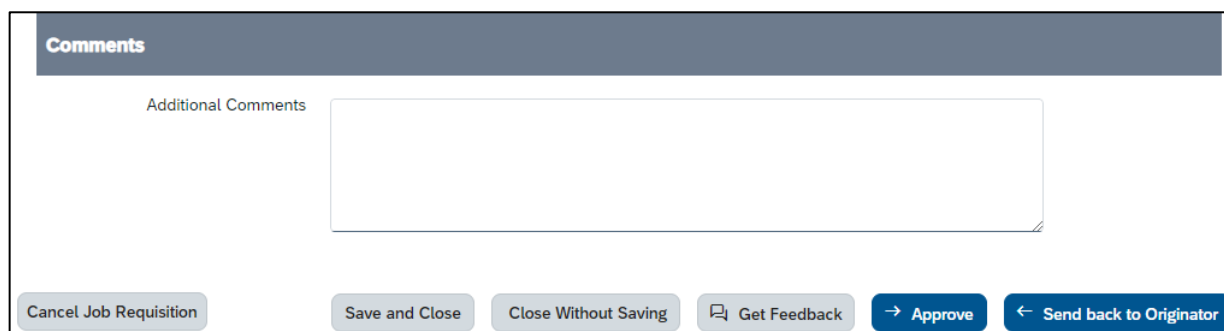 Comments
Additional Comments
Cancel Job Requisition
Save and Close
Close Without Saving
Get Feedback
Approve
Send back to Originator